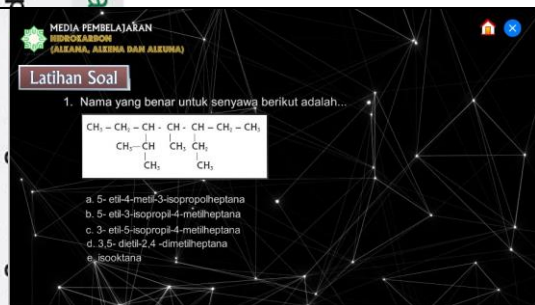 MEDIA PEMBELAJARAN
HIDROKARBON
(ALKANA, ALKENA DAN ALKUNA)
Latihan Soal
1. Nama yang benar untuk senyawa berikut adalah...
CH₃ – CH₂ – CH - CH - CH – CH₂ – CH₃
CH₃—CH CH₃ CH₂
CH₃ CH₃
a. 5- etil-4-metil-3-isopropolheptana
b. 5- etil-3-isopropil-4-metilheptana
c. 3- etil-5-isopropil-4-metilheptana
d. 3,5- dietil-2,4 -dimetilheptana
e. isooktana